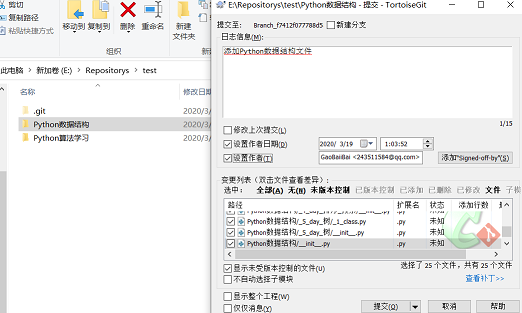 剪切
复制路径
粘贴快捷方式
移动到 复制到 删除 重命名 新建
文件夹
组织 新建
此电脑 > 新加卷 (E:) > Repositorys > test
名称 修改日期
.git 2020/3/
Python数据结构 2020/3/
Python算法学习 2020/3/
E:\Repositorys\test\Python数据结构 - 提交 - TortoiseGit
提交至: Branch_f7412f077788d5 新建分支
日志信息(M):
添加Python数据结构文件
1/15
修改上次提交(L)
设置作者日期(D) 2020/ 3/19 1:03:52
设置作者(T) GaoBaiBai <243511584@qq.com> 添加"Signed-off-by"(S)
变更列表（双击文件查看差异）:
选中: 全部(A) 无(N) 未版本控制 已版本控制 已添加 已删除 已修改 文件 子模
路径 扩展名 状态 添加行数
.py 未知
Python数据结构/_5_day_树/_1_class.py .py 未知
Python数据结构/_5_day_树/__init__.py .py 未知
Python数据结构/__init__.py .py 未知
显示未受版本控制的文件(U) 选择了 25 个文件，共有 25 个文件
不自动选择子模块 查看补丁>>
显示整个工程(W)
仅仅消息(Y) 提交(O) 取消 帮助